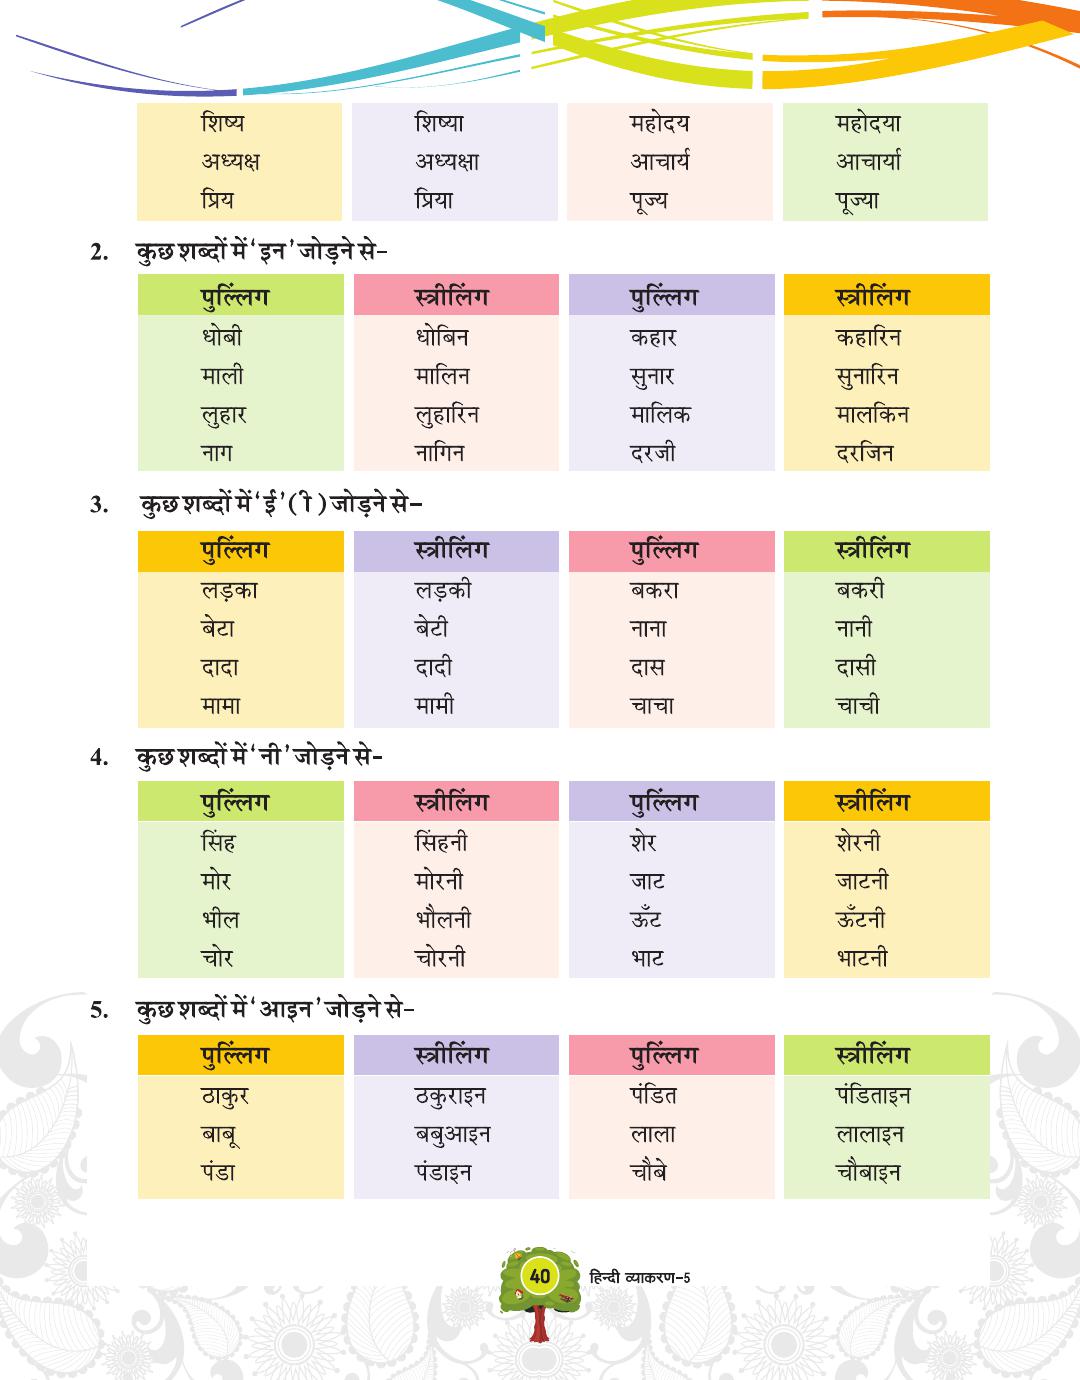 शिष्य शिष्या महोदय महोदया
अध्यक्ष अध्यक्षा आचार्य आचार्या
प्रिय प्रिया पूज्य पूज्या
2. कुछ शब्दों में 'इन' जोड़ने से-
पुल्लिंग स्त्रीलिंग पुल्लिंग स्त्रीलिंग
धोबी धोबिन कहार कहारिन
माली मालिन सुनार सुनारिन
लुहार लुहारिन मालिक मालकिन
नाग नागिन दरजी दरजिन
3. कुछ शब्दों में 'ई' (ी) जोड़ने से–
पुल्लिंग स्त्रीलिंग पुल्लिंग स्त्रीलिंग
लड़का लड़की बकरा बकरी
बेटा बेटी नाना नानी
दादा दादी दास दासी
मामा मामी चाचा चाची
4. कुछ शब्दों में 'नी' जोड़ने से-
पुल्लिंग स्त्रीलिंग पुल्लिंग स्त्रीलिंग
सिंह सिंहनी शेर शेरनी
मोर मोरनी जाट जाटनी
भील भौलनी ऊँट ऊँटनी
चोर चोरनी भाट भाटनी
5. कुछ शब्दों में 'आइन' जोड़ने से-
पुल्लिंग स्त्रीलिंग पुल्लिंग स्त्रीलिंग
ठाकुर ठकुराइन पंडित पंडिताइन
बाबू बबुआइन लाला लालाइन
पंडा पंडाइन चौबे चौबाइन
40 हिन्दी व्याकरण-5